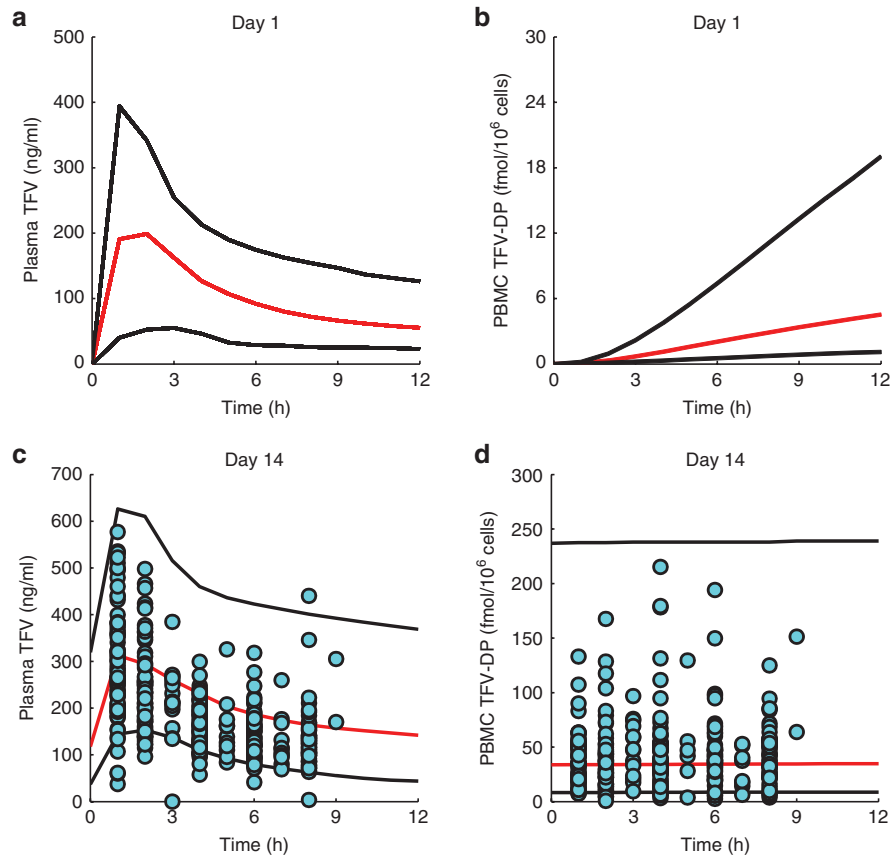 a
Day 1
500
400
300
200
100
0
Plasma TFV (ng/ml)
0 3 6 9 12
Time (h)
b
Day 1
30
24
18
12
6
0
PBMC TFV-DP (fmol/10⁶ cells)
0 3 6 9 12
Time (h)
c
Day 14
700
600
500
400
300
200
100
0
Plasma TFV (ng/ml)
0 3 6 9 12
Time (h)
d
Day 14
300
250
200
150
100
50
0
PBMC TFV-DP (fmol/10⁶ cells)
0 3 6 9 12
Time (h)